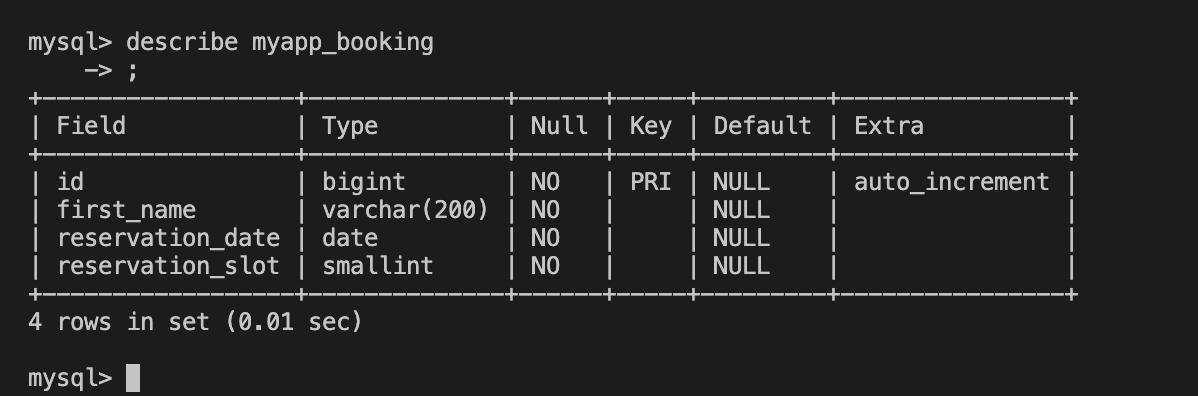 mysql> describe myapp_booking
    -> ;
+------------------+--------------+------+-----+---------+----------------+
| Field            | Type         | Null | Key | Default | Extra          |
+------------------+--------------+------+-----+---------+----------------+
| id               | bigint       | NO   | PRI | NULL    | auto_increment |
| first_name       | varchar(200) | NO   |     | NULL    |                |
| reservation_date | date         | NO   |     | NULL    |                |
| reservation_slot | smallint     | NO   |     | NULL    |                |
+------------------+--------------+------+-----+---------+----------------+
4 rows in set (0.01 sec)
mysql>